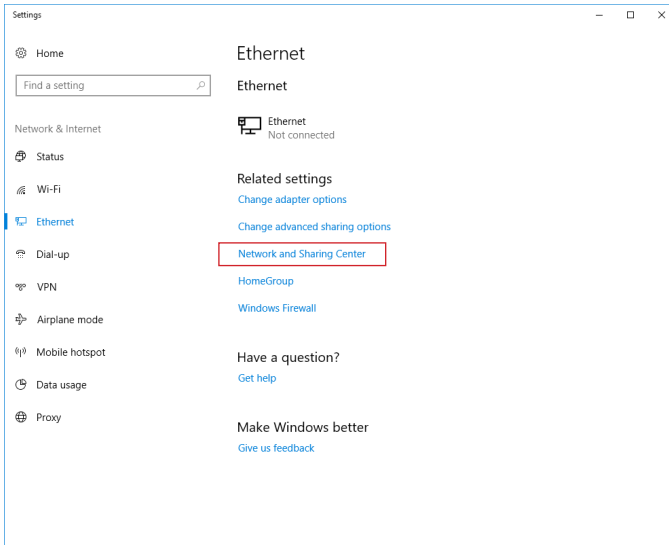 Settings
Home
Find a setting
Network & Internet
Status
Wi-Fi
Ethernet
Dial-up
VPN
Airplane mode
Mobile hotspot
Data usage
Proxy
Ethernet
Ethernet
Ethernet
Not connected
Related settings
Change adapter options
Change advanced sharing options
Network and Sharing Center
HomeGroup
Windows Firewall
Have a question?
Get help
Make Windows better
Give us feedback